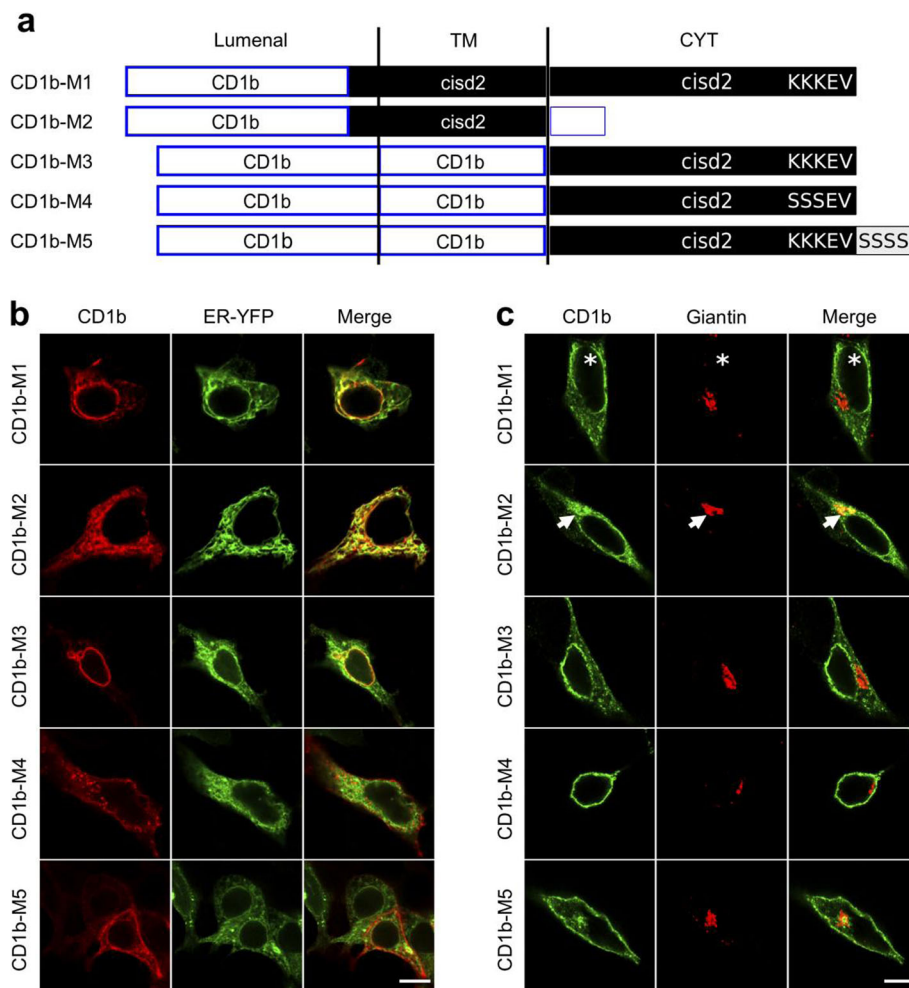 a
Lumenal TM CYT
CD1b-M1 CD1b cisd2 cisd2 KKKEV
CD1b-M2 CD1b cisd2
CD1b-M3 CD1b CD1b cisd2 KKKEV
CD1b-M4 CD1b CD1b cisd2 SSSEV
CD1b-M5 CD1b CD1b cisd2 KKKEV SSSS
b
CD1b ER-YFP Merge
CD1b-M1
CD1b-M2
CD1b-M3
CD1b-M4
CD1b-M5
c
CD1b Giantin Merge
CD1b-M1
* * *
CD1b-M2
CD1b-M3
CD1b-M4
CD1b-M5